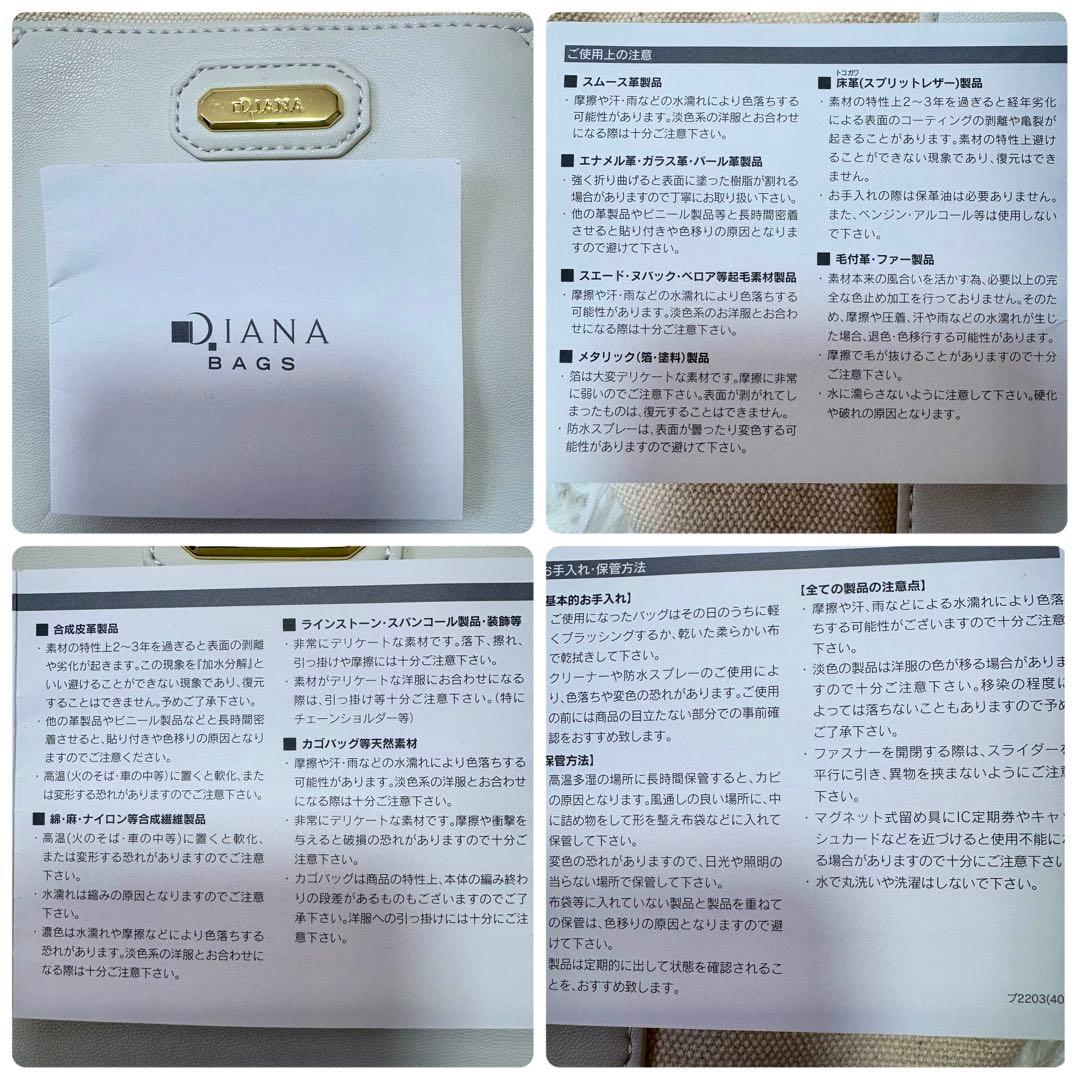 DIANA
DIANA
BAGS
ご使用上の注意
■ スムース革製品
・摩擦や汗・雨などの水濡れにより色落ちする
可能性があります。淡色系の洋服とお合わせ
になる際は十分ご注意下さい。
■ エナメル革・ガラス革・パール革製品
・強く折り曲げると表面に塗った樹脂が割れる
場合がありますので丁寧にお取り扱い下さい。
・他の革製品やビニール製品等と長時間密着
させると貼り付きや色移りの原因となりま
すので避けて下さい。
■ スエード・ヌバック・ベロア等起毛素材製品
・摩擦や汗・雨などの水濡れにより色落ちする
可能性があります。淡色系のお洋服とお合わ
せになる際は十分ご注意下さい。
■ メタリック(箔・塗料)製品
・箔は大変デリケートな素材です。摩擦に非常
に弱いのでご注意下さい。表面が剥がれてし
まったものは、復元することはできません。
・防水スプレーは、表面が曇ったり変色する可
能性がありますので避けて下さい。
トコガワ
■ 床革(スプリットレザー)製品
・素材の特性上2～3年を過ぎると経年劣化
による表面のコーティングの剥離や亀裂が
起きることがあります。素材の特性上避け
ることができない現象であり、復元はでき
ません。
・お手入れの際は保革油は必要ありません。
また、ベンジン・アルコール等は使用しない
で下さい。
■ 毛付革・ファー製品
・素材本来の風合いを活かす為、必要以上の完
全な色止め加工を行っておりません。そのた
め、摩擦や圧着、汗や雨などの水濡れが生じ
た場合、退色・色移行する可能性があります。
・摩擦で毛が抜けることがありますので十分
ご注意下さい。
・水に濡らさないように注意して下さい。硬化
や破れの原因となります。
■ 合成皮革製品
・素材の特性上2～3年を過ぎると表面の剥離
や劣化が起きます。この現象を『加水分解』と
いい避けることができない現象であり、復元
することはできません。予めご了承下さい。
・他の革製品やビニール製品などと長時間密
着させると、貼り付きや色移りの原因となり
ますのでご注意ください。
・高温(火のそば・車の中等)に置くと軟化、また
は変形する恐れがありますのでご注意下さい。
■ 綿・麻・ナイロン等合成繊維製品
・高温(火のそば・車の中等)に置くと軟化、
または変形する恐れがありますのでご注意
下さい。
・水濡れは縮みの原因となりますのでご注意
下さい。
・濃色は水濡れや摩擦などにより色落ちする
恐れがあります。淡色系の洋服とお合わせに
なる際は十分ご注意下さい。
■ ラインストーン・スパンコール製品・装飾等
・非常にデリケートな素材です。落下、擦れ、
引っ掛けや摩擦には十分ご注意下さい。
・素材がデリケートな洋服にお合わせになる
際は、引っ掛け等十分ご注意下さい。(特に
チェーンショルダー等)
■ カゴバッグ等天然素材
・摩擦や汗・雨などの水濡れにより色落ちする
可能性があります。淡色系の洋服とお合わせ
になる際は十分ご注意下さい。
・非常にデリケートな素材です。摩擦や衝撃を
与えると破損の恐れがありますので十分ご
注意下さい。
・カゴバッグは商品の特性上、本体の編み終わ
りの段差があるものもございますのでご了
承下さい。洋服への引っ掛けには十分にご注
意下さい。
お手入れ・保管方法
基本的お手入れ】
ご使用になったバッグはその日のうちに軽
くブラッシングするか、乾いた柔らかい布
で乾拭きして下さい。
クリーナーや防水スプレーのご使用によ
り、色落ちや変色の恐れがあります。ご使用
の前には商品の目立たない部分での事前確
認をお勧め致します。
保管方法】
高温多湿の場所に長時間保管すると、カビ
の原因となります。風通しの良い場所に、中
に詰め物をして形を整え布袋などに入れて
保管して下さい。
変色の恐れがありますので、日光や照明の
当らない場所で保管して下さい。
布袋等に入れていない製品と製品を重ねて
の保管は、色移りの原因となりますので避
けて下さい。
製品は定期的に出して状態を確認されるこ
とを、おすすめ致します。
【全ての製品の注意点】
・摩擦や汗、雨などによる水濡れにより色落
ちする可能性がございますので十分ご注意
下さい。
・淡色の製品は洋服の色が移る場合がありま
すので十分ご注意下さい。移染の程度に
よっては落ちないこともありますので予め
ご了承下さい。
・ファスナーを開閉する際は、スライダーを
平行に引き、異物を挟まないようにご注意
下さい。
・マグネット式留め具にIC定期券やキャッ
シュカードなどを近づけると使用不能にな
る場合がありますので十分にご注意下さい
・水で丸洗いや洗濯はしないで下さい。
ブ2203(40